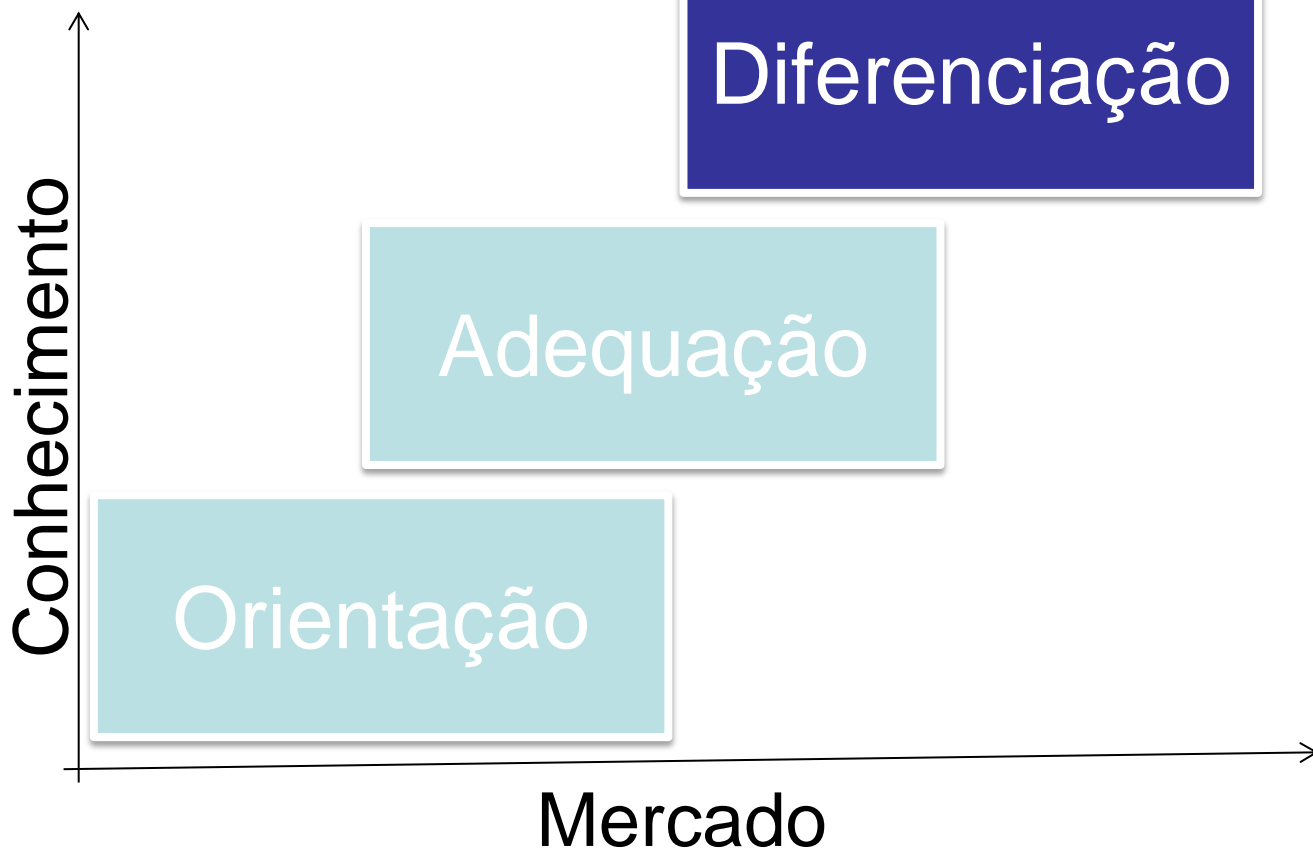 Diferenciação
Conhecimento
Adequação
Orientação
Mercado